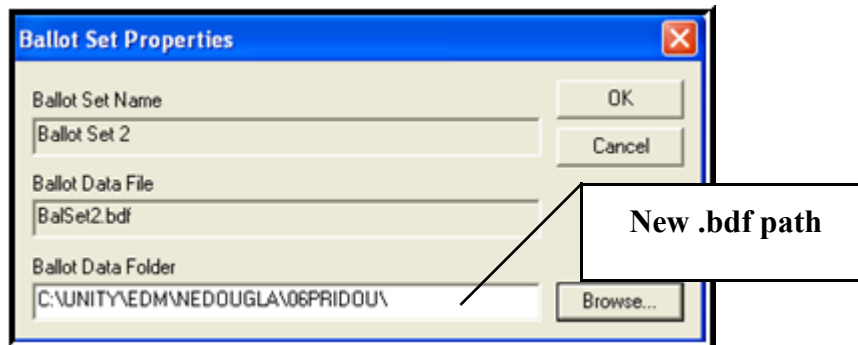 Ballot Set Properties
Ballot Set Name
Ballot Set 2
OK
Cancel
Ballot Data File
BalSet2.bdf
New .bdf path
Ballot Data Folder
C:\UNITY\EDM\NEDOUGLA\06PRIDOU\
Browse...